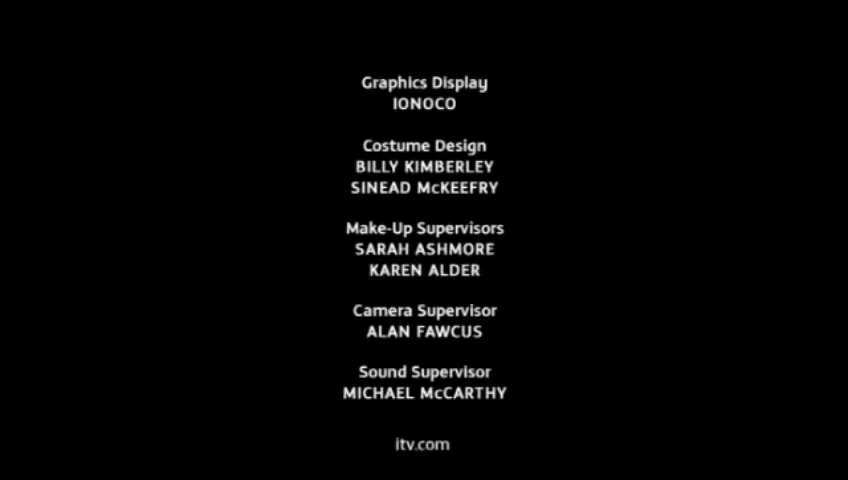 Graphics Display
IONOCO
Costume Design
BILLY KIMBERLEY
SINEAD McKEEFRY
Make-Up Supervisors
SARAH ASHMORE
KAREN ALDER
Camera Supervisor
ALAN FAWCUS
Sound Supervisor
MICHAEL McCARTHY
itv.com